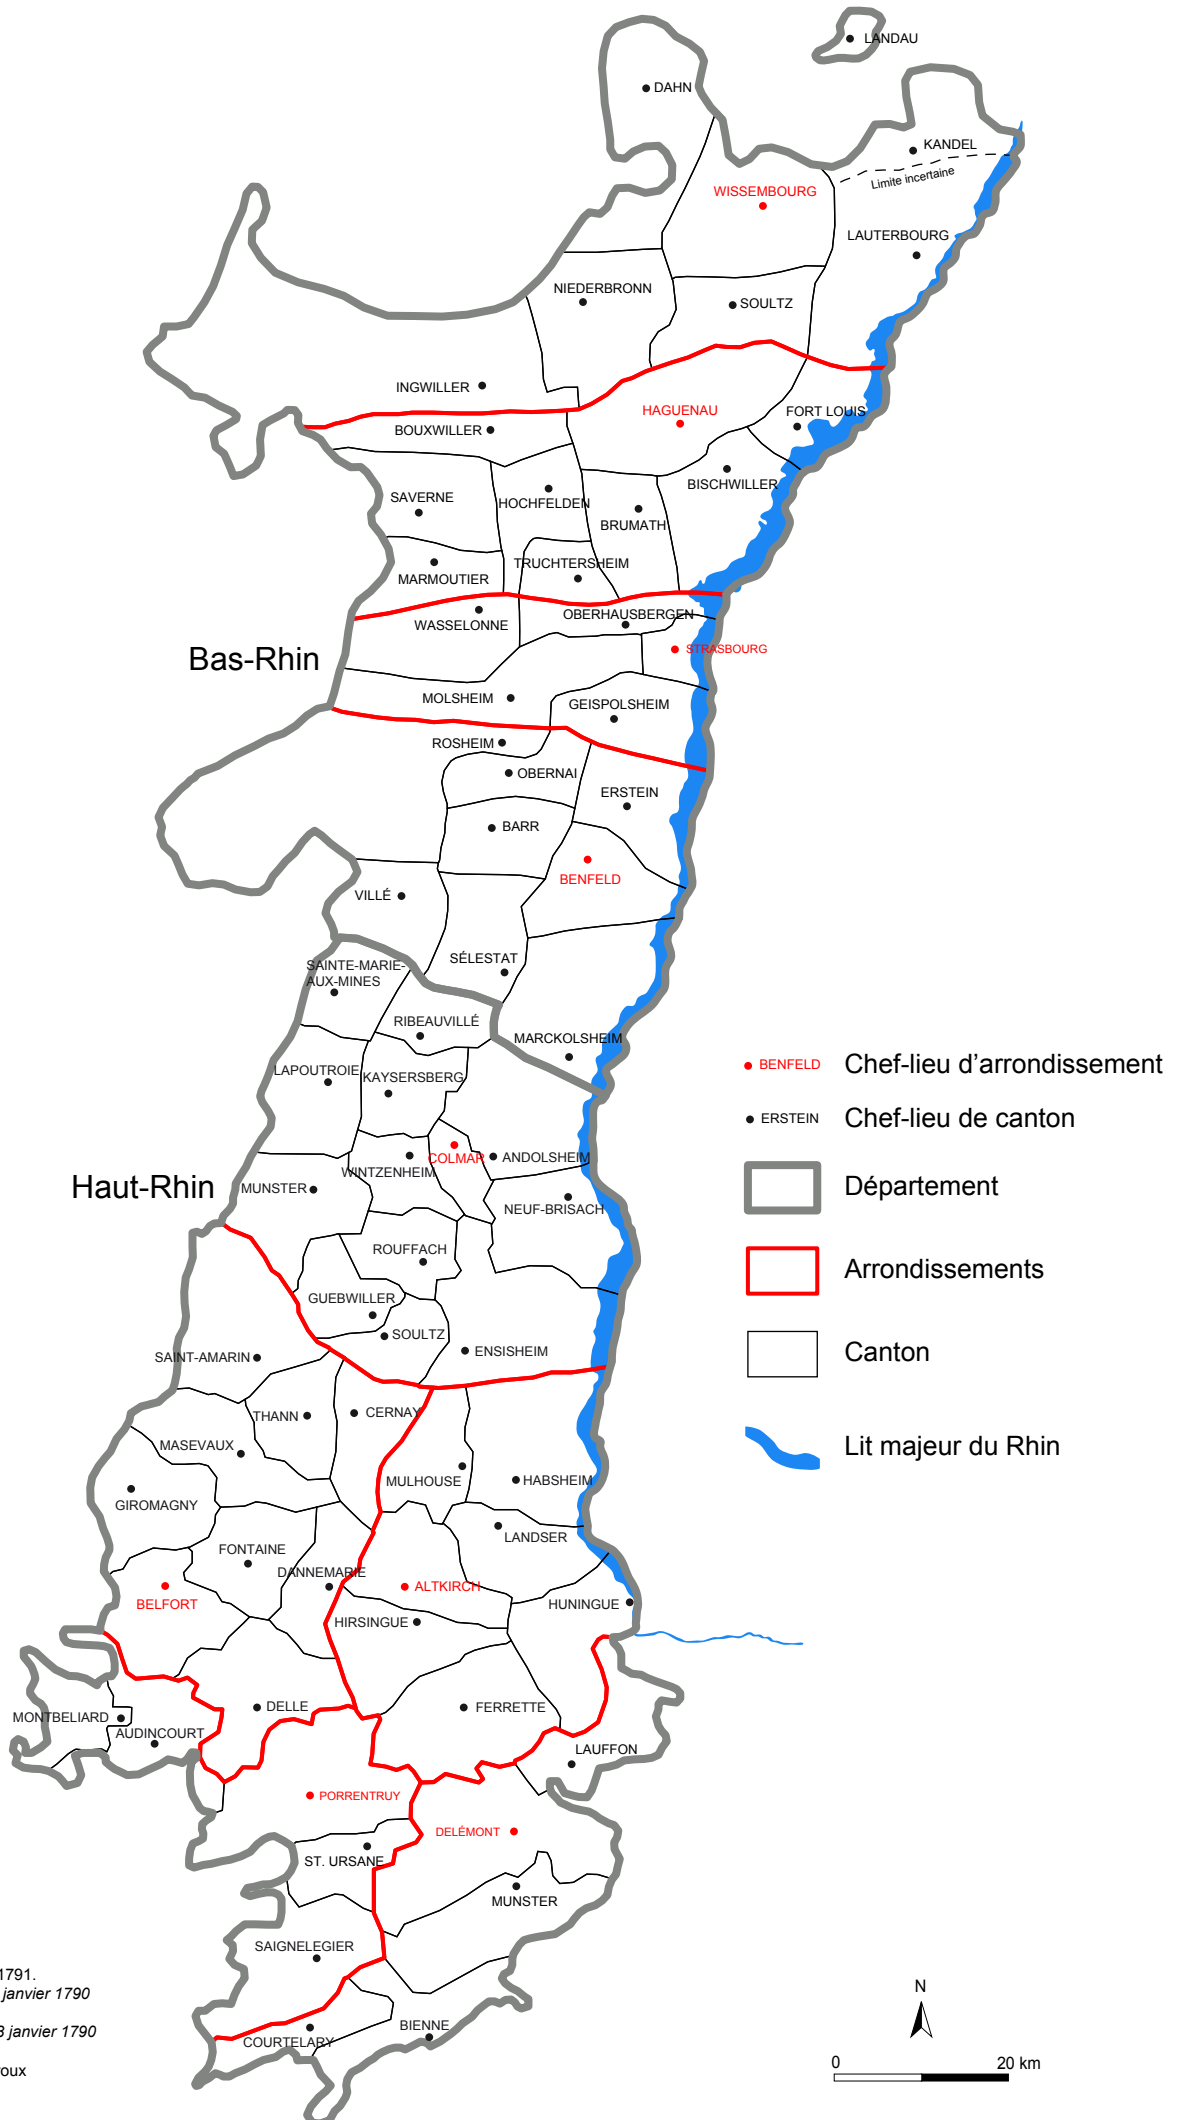 LANDAU
DAHN
KANDEL
Limite incertaine
WISSEMBOURG
LAUTERBOURG
NIEDERBRONN
SOULTZ
INGWILLER
HAGUENAU
FORT LOUIS
BOUXWILLER
BISCHWILLER
SAVERNE
HOCHFELDEN
BRUMATH
TRUCHTERSHEIM
MARMOUTIER
OBERHAUSBERGEN
WASSELONNE
STRASBOURG
Bas-Rhin
MOLSHEIM
GEISPOLSHEIM
ROSHEIM
OBERNAI
ERSTEIN
BARR
BENFELD
VILLÉ
SÉLESTAT
SAINTE-MARIE-
AUX-MINES
RIBEAUVILLÉ
MARCKOLSHEIM
LAPOUTROIE
KAYSERSBERG
COLMAR
ANDOLSHEIM
WINTZENHEIM
Haut-Rhin
MUNSTER
NEUF-BRISACH
ROUFFACH
GUEBWILLER
SOULTZ
ENSISHEIM
SAINT-AMARIN
THANN
CERNAY
MASEVAUX
MULHOUSE
HABSHEIM
GIROMAGNY
LANDSER
FONTAINE
DANNEMARIE
ALTKIRCH
BELFORT
HUNINGUE
HIRSINGUE
DELLE
FERRETTE
MONTBELIARD
AUDINCOURT
LAUFFON
PORRENTRUY
DELÉMONT
ST. URSANE
MUNSTER
SAIGNELEGIER
BIENNE
COURTELARY
BENFELD Chef-lieu d'arrondissement
ERSTEIN Chef-lieu de canton
Département
Arrondissements
Canton
Lit majeur du Rhin
1791.
janvier 1790
janvier 1790
N
0 20 km